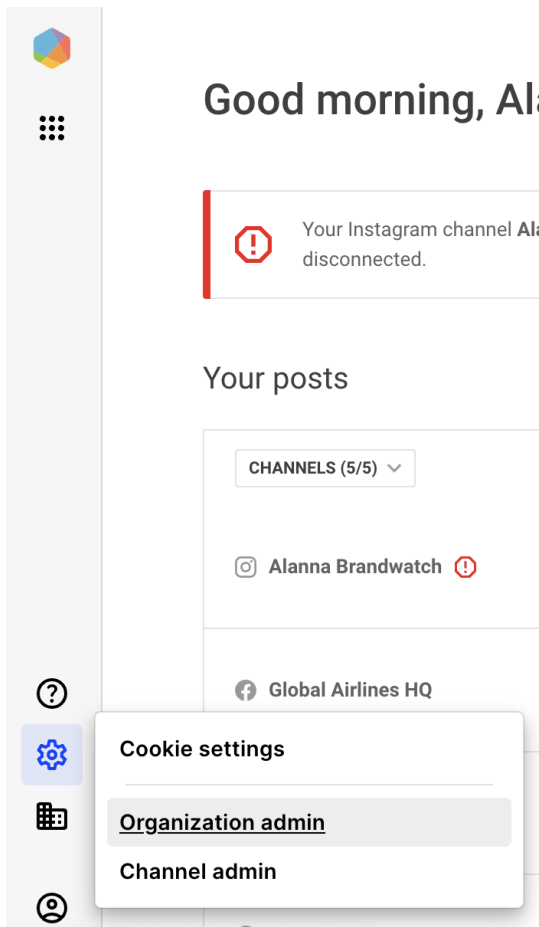 Good morning, Al
Your Instagram channel Ala
disconnected.
Your posts
CHANNELS (5/5)
Alanna Brandwatch
Global Airlines HQ
Cookie settings
Organization admin
Channel admin